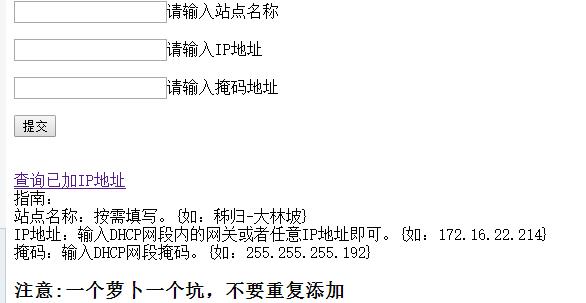 请输入站点名称
请输入IP地址
请输入掩码地址
提交
查询已加IP地址
指南:
站点名称: 按需填写。{如: 秭归-大林坡}
IP地址: 输入DHCP网段内的网关或者任意IP地址即可。{如: 172.16.22.214}
掩码: 输入DHCP网段掩码。{如: 255.255.255.192}
注意:一个萝卜一个坑，不要重复添加